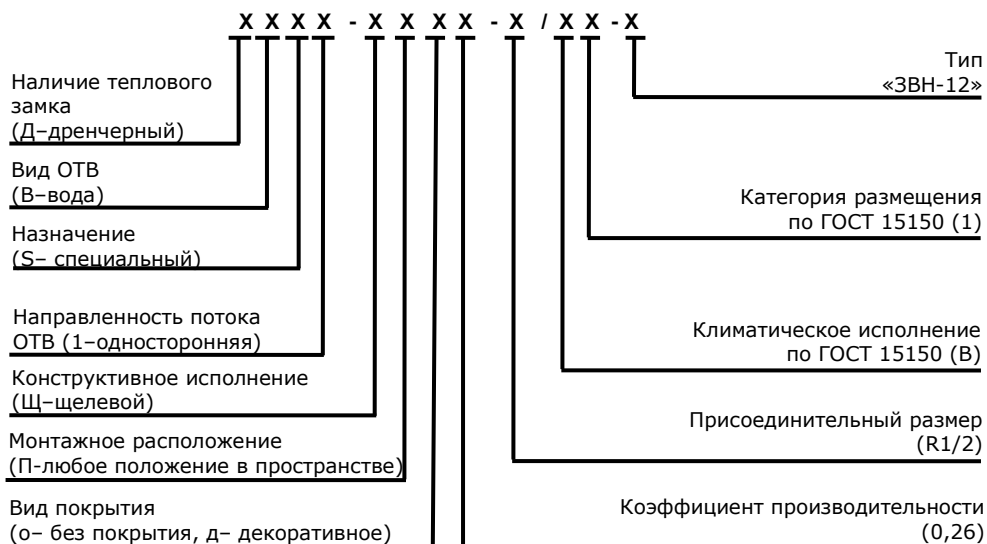 X X X X - X X X X - X / X X - X
Наличие теплового
замка
(Д–дренчерный)
Вид ОТВ
(В–вода)
Назначение
(S– специальный)
Направленность потока
ОТВ (1–односторонняя)
Конструктивное исполнение
(Щ–щелевой)
Монтажное расположение
(П-любое положение в пространстве)
Вид покрытия
(о– без покрытия, д– декоративное)
Тип
«ЗВН-12»
Категория размещения
по ГОСТ 15150 (1)
Климатическое исполнение
по ГОСТ 15150 (В)
Присоединительный размер
(R1/2)
Коэффициент производительности
(0,26)